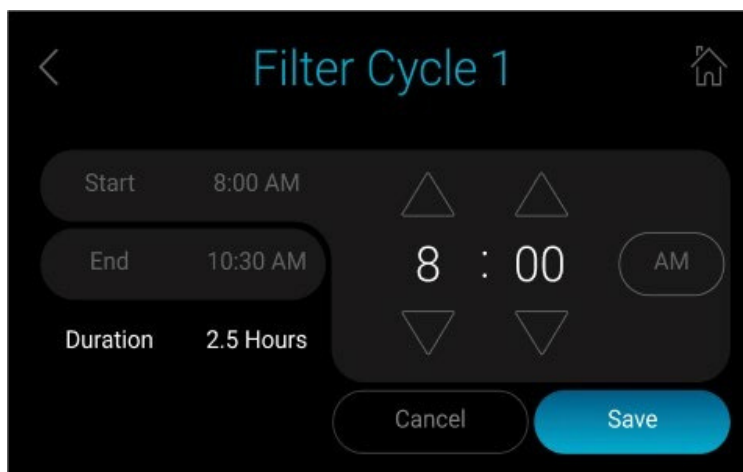 Filter Cycle 1
Start 8:00 AM
End 10:30 AM
8 : 00 AM
Duration 2.5 Hours
Cancel Save